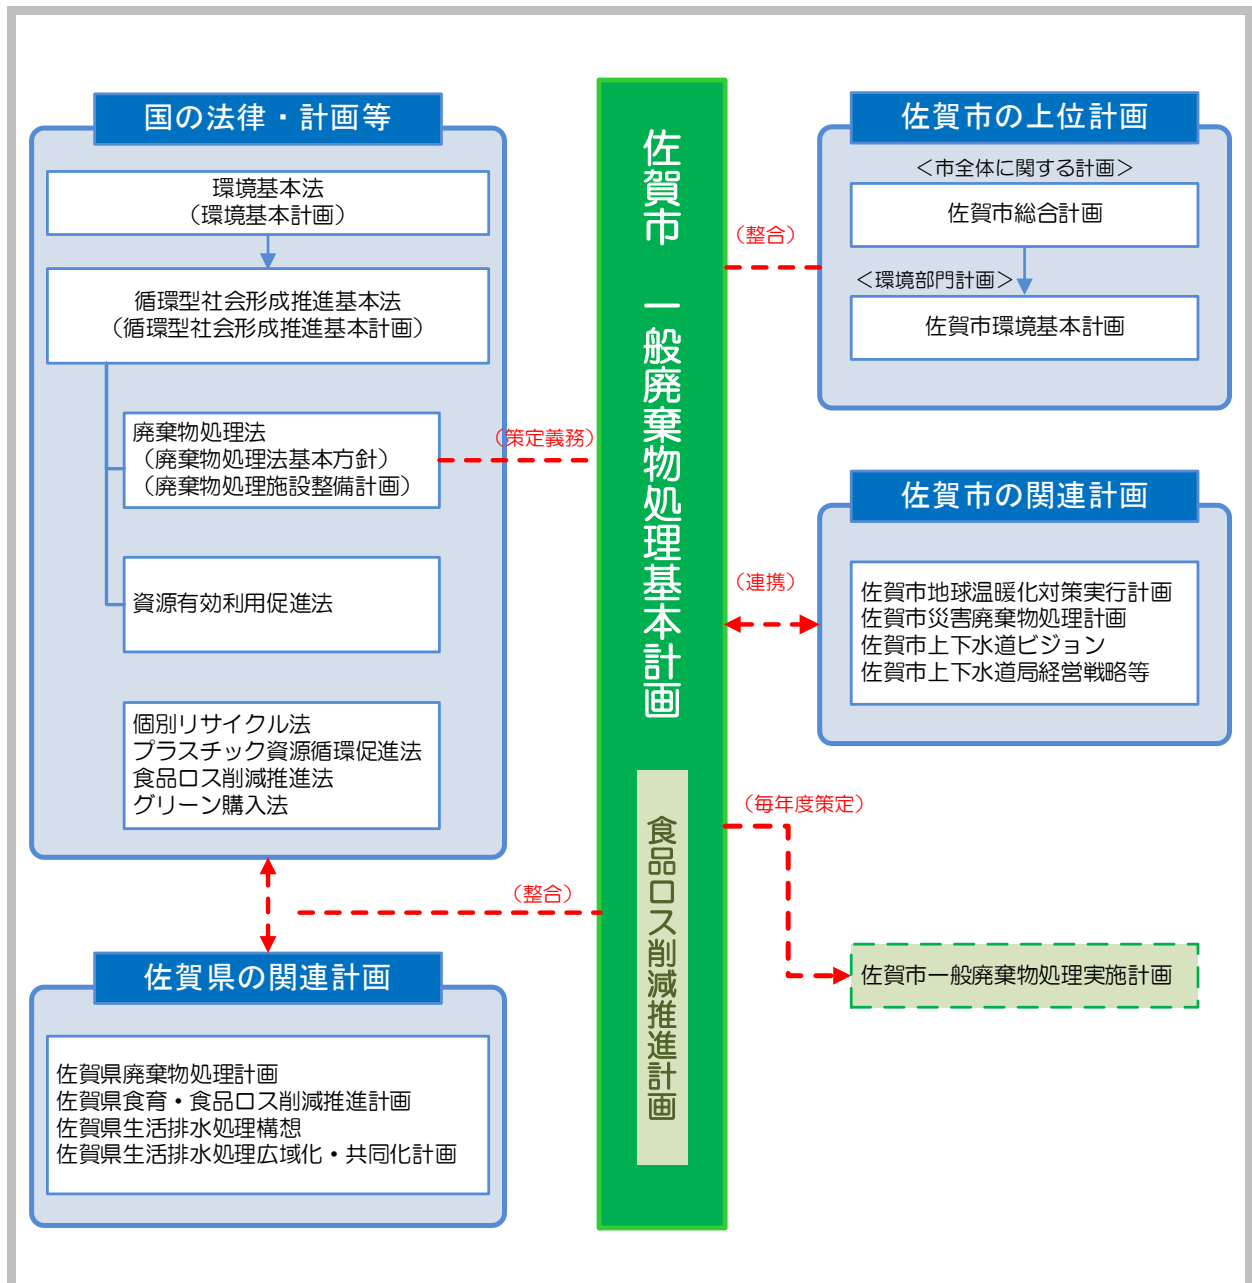 国の法律・計画等
環境基本法
（環境基本計画）
循環型社会形成推進基本法
（循環型社会形成推進基本計画）
廃棄物処理法
（廃棄物処理法基本方針）
（廃棄物処理施設整備計画）
資源有効利用促進法
個別リサイクル法
プラスチック資源循環促進法
食品ロス削減推進法
グリーン購入法
（策定義務）
（整合）
佐賀県の関連計画
佐賀県廃棄物処理計画
佐賀県食育・食品ロス削減推進計画
佐賀県生活排水処理構想
佐賀県生活排水処理広域化・共同化計画
佐賀市　一般廃棄物処理基本計画
食品ロス削減推進計画
佐賀市の上位計画
＜市全体に関する計画＞
佐賀市総合計画
（整合）
＜環境部門計画＞
佐賀市環境基本計画
佐賀市の関連計画
（連携）
佐賀市地球温暖化対策実行計画
佐賀市災害廃棄物処理計画
佐賀市上下水道ビジョン
佐賀市上下水道局経営戦略等
（毎年度策定）
佐賀市一般廃棄物処理実施計画